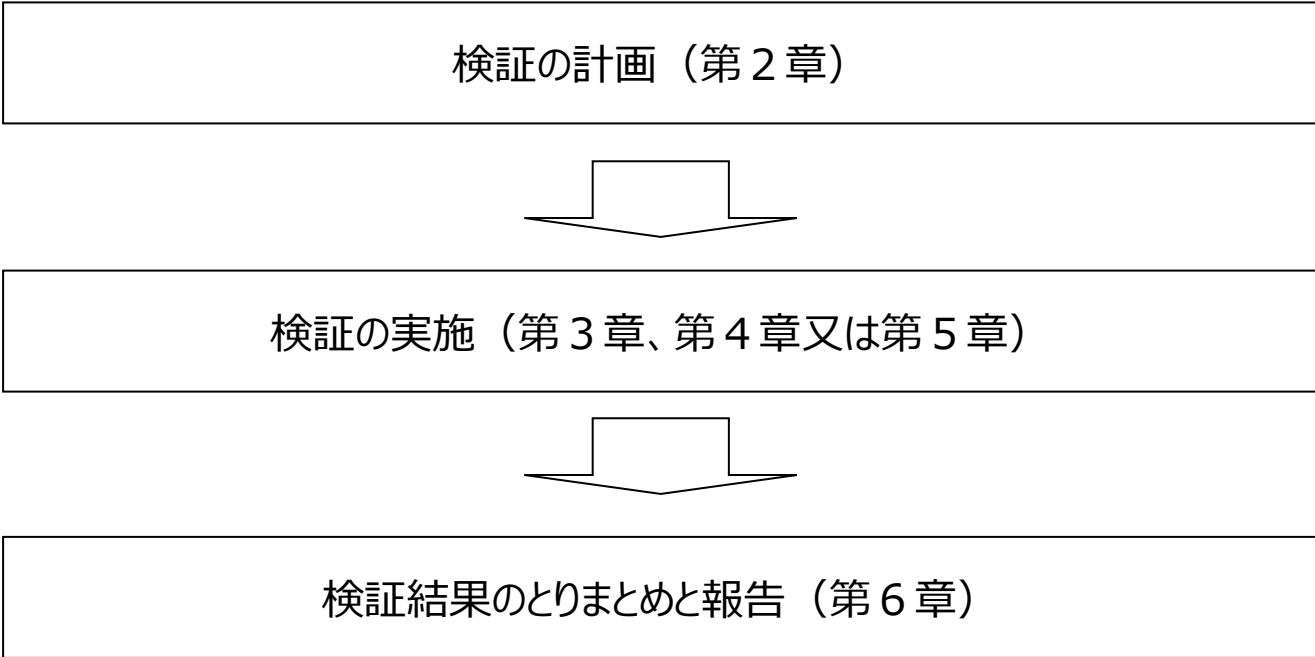 検証の計画（第２章）
検証の実施（第３章、第４章又は第５章）
検証結果のとりまとめと報告（第６章）